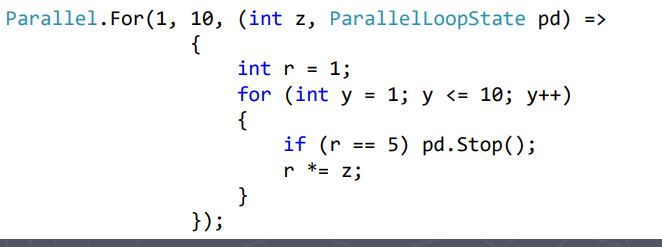 Parallel.For(1, 10, (int z, ParallelLoopState pd) =>
{
int r = 1;
for (int y = 1; y <= 10; y++)
{
if (r == 5) pd.Stop();
r *= z;
}
});